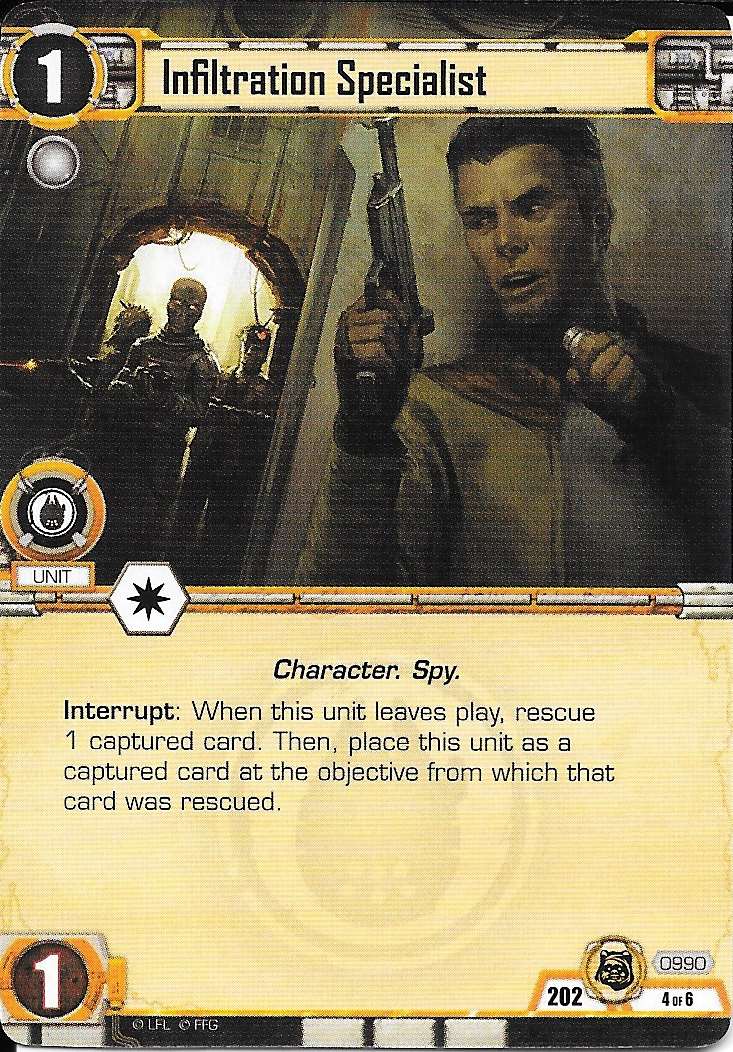 1
Infiltration Specialist
UNIT
Character. Spy.
Interrupt: When this unit leaves play, rescue
1 captured card. Then, place this unit as a
captured card at the objective from which that
card was rescued.
1
202
0990
4 OF 6
© LFL © FFG